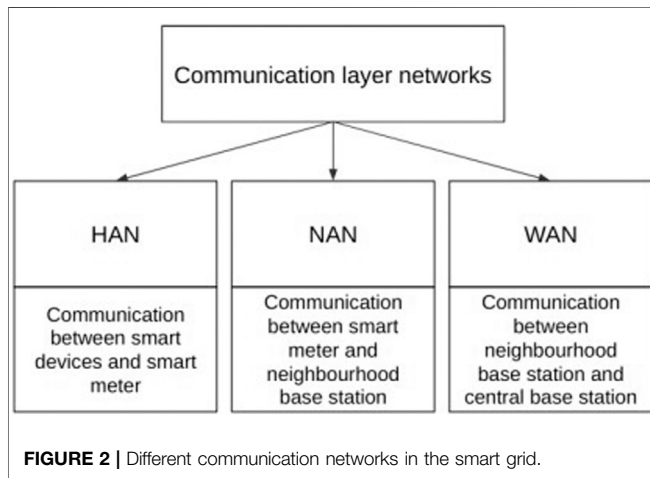 Communication layer networks
HAN
NAN
WAN
Communication
between smart
devices and smart
meter
Communication
between smart
meter and
neighbourhood
base station
Communication
between
neighbourhood
base station and
central base station
FIGURE 2 | Different communication networks in the smart grid.